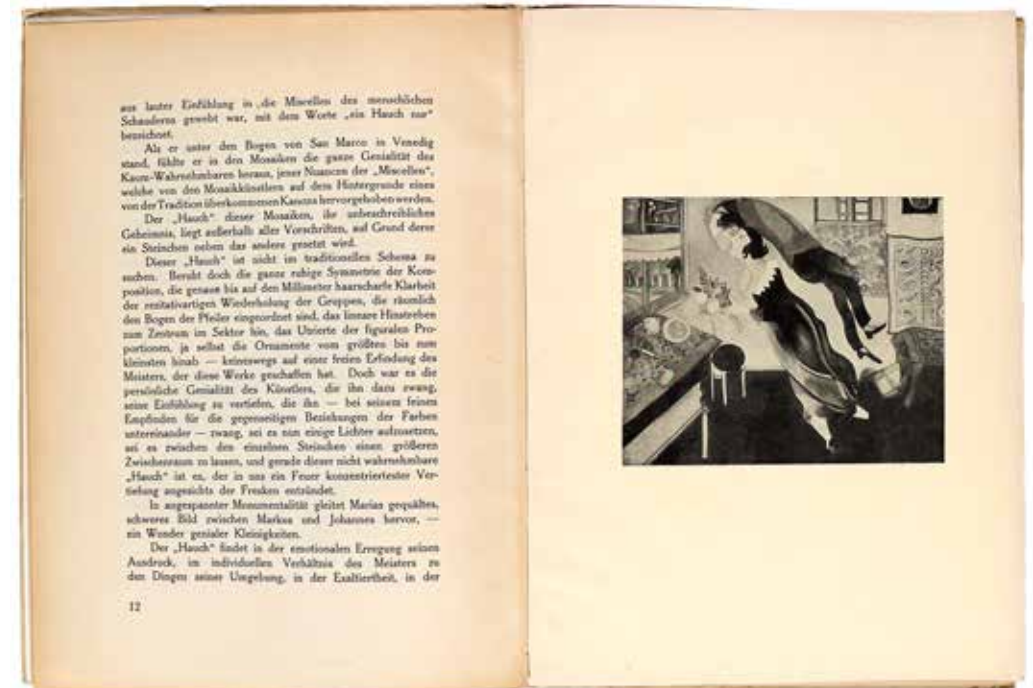 aus lauter Einfühlung in die Miscellen des menschlichen
Schauderns gewebt war, mit dem Worte „ein Hauch nur“
bezeichnet.
Als er unter den Bogen von San Marco in Venedig
stand, fühlte er in den Mosaiken die ganze Genialität des
Kaum-Wahrnehmbaren heraus, jener Nuancen der „Miscellen“,
welche von den Mosaikkünstlern auf dem Hintergrunde eines
von der Tradition überkommenen Kanons hervorgehoben werden.
Der „Hauch“ dieser Mosaiken, ihr unbeschreibliches
Geheimnis, liegt außerhalb aller Vorschriften, auf Grund derer
ein Steinchen neben das andere gesetzt wird.
Dieser „Hauch“ ist nicht im traditionellen Schema zu
suchen. Beruht doch die ganze ruhige Symmetrie der Kom-
position, die genaue bis auf den Millimeter haarscharfe Klarheit
der rezitativartigen Wiederholung der Gruppen, die räumlich
den Bogen der Pfeiler eingeordnet sind, das lineare Hinstreben
zum Zentrum im Sektor hin, das Utrierte der figuralen Pro-
portionen, ja selbst die Ornamente vom größten bis zum
kleinsten hinab — keineswegs auf einer freien Erfindung des
Meisters, der diese Werke geschaffen hat. Doch war es die
persönliche Genialität des Künstlers, die ihn dazu zwang,
seine Einfühlung zu vertiefen, die ihn — bei seinem feinen
Empfinden für die gegenseitigen Beziehungen der Farben
untereinander — zwang, sei es nun einige Lichter aufzusetzen,
sei es zwischen den einzelnen Steinchen einen größeren
Zwischenraum zu lassen, und gerade dieser nicht wahrnehmbare
„Hauch“ ist es, der in uns ein Feuer konzentriertester Ver-
tiefung angesichts der Fresken entzündet.
In angespannter Monumentalität gleitet Marias gequältes,
schweres Bild zwischen Markus und Johannes hervor, —
ein Wunder genialer Kleinigkeiten.
Der „Hauch“ findet in der emotionalen Erregung seinen
Ausdruck, im individuellen Verhältnis des Meisters zu
den Dingen seiner Umgebung, in der Exaltiertheit, in der
12